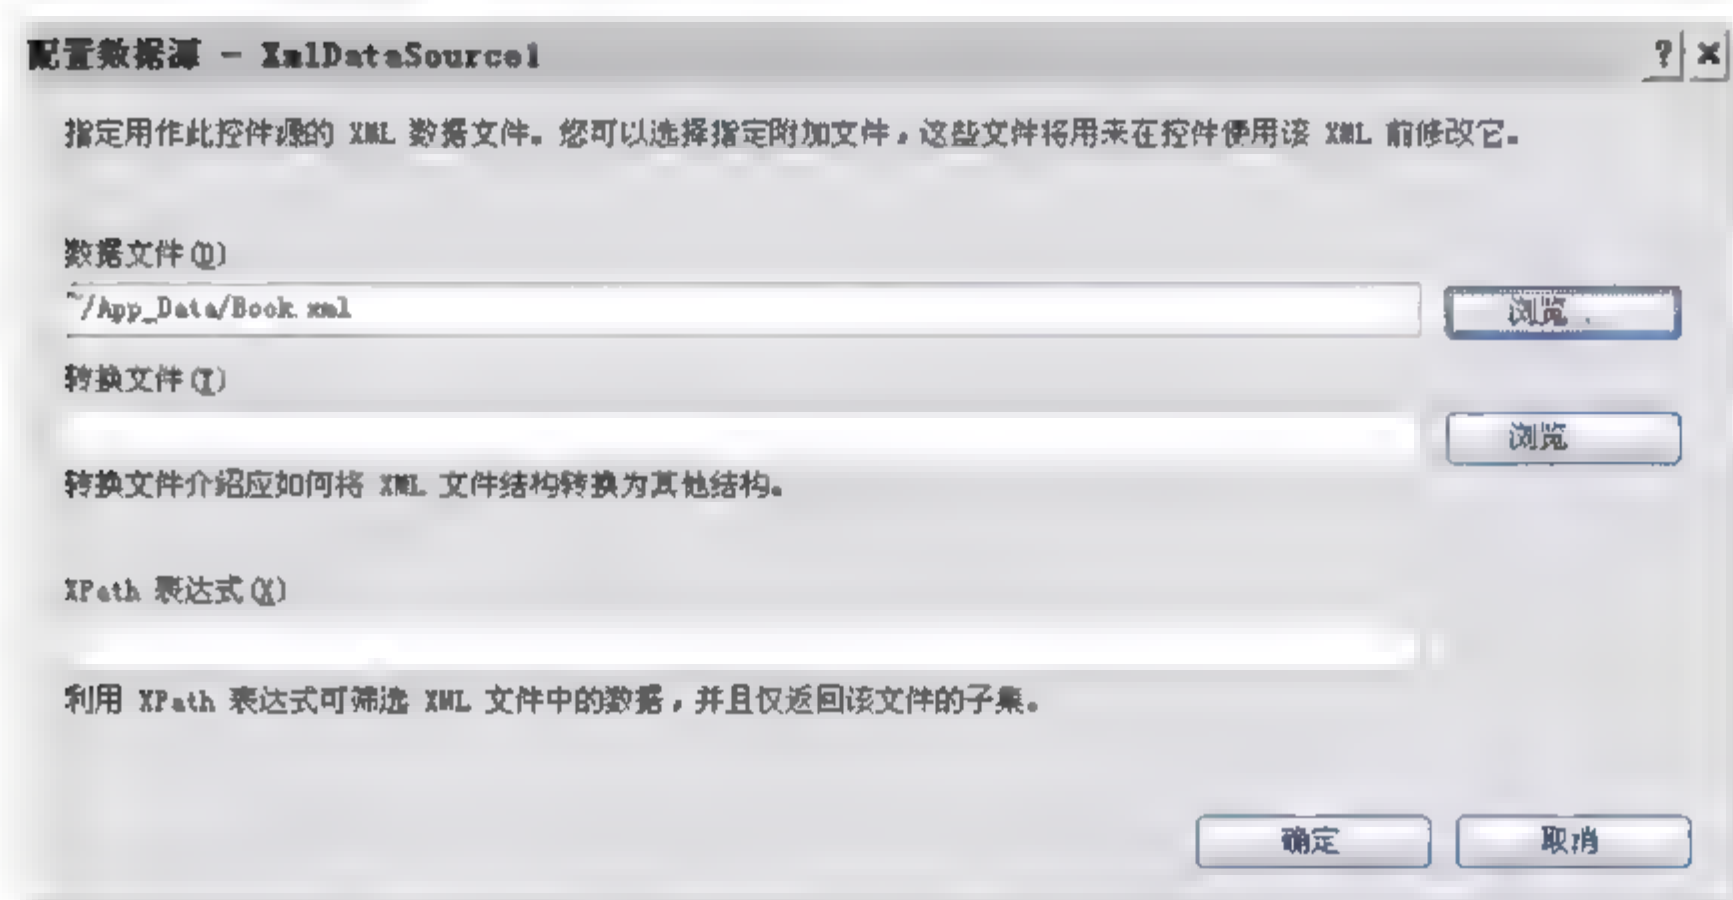 配置数据源 - XmlDataSource1
? ×
指定用作此控件源的 XML 数据文件。您可以选择指定附加文件，这些文件将用来在控件使用该 XML 前修改它。
数据文件(D)
~/App_Data/Book.xml
浏览...
转换文件(T)
浏览
转换文件介绍应如何将 XML 文件结构转换为其他结构。
XPath 表达式(X)
利用 XPath 表达式可筛选 XML 文件中的数据，并且仅返回该文件的子集。
确定 取消